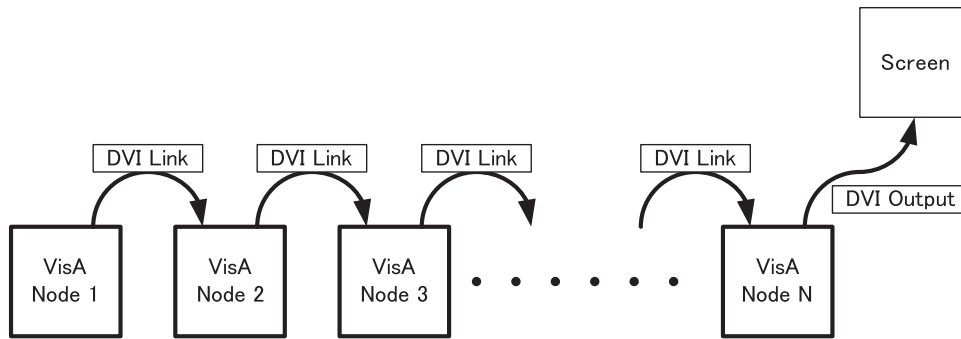 Screen
DVI Link
DVI Link
DVI Link
DVI Link
DVI Output
VisA
Node 1
VisA
Node 2
VisA
Node 3
VisA
Node N